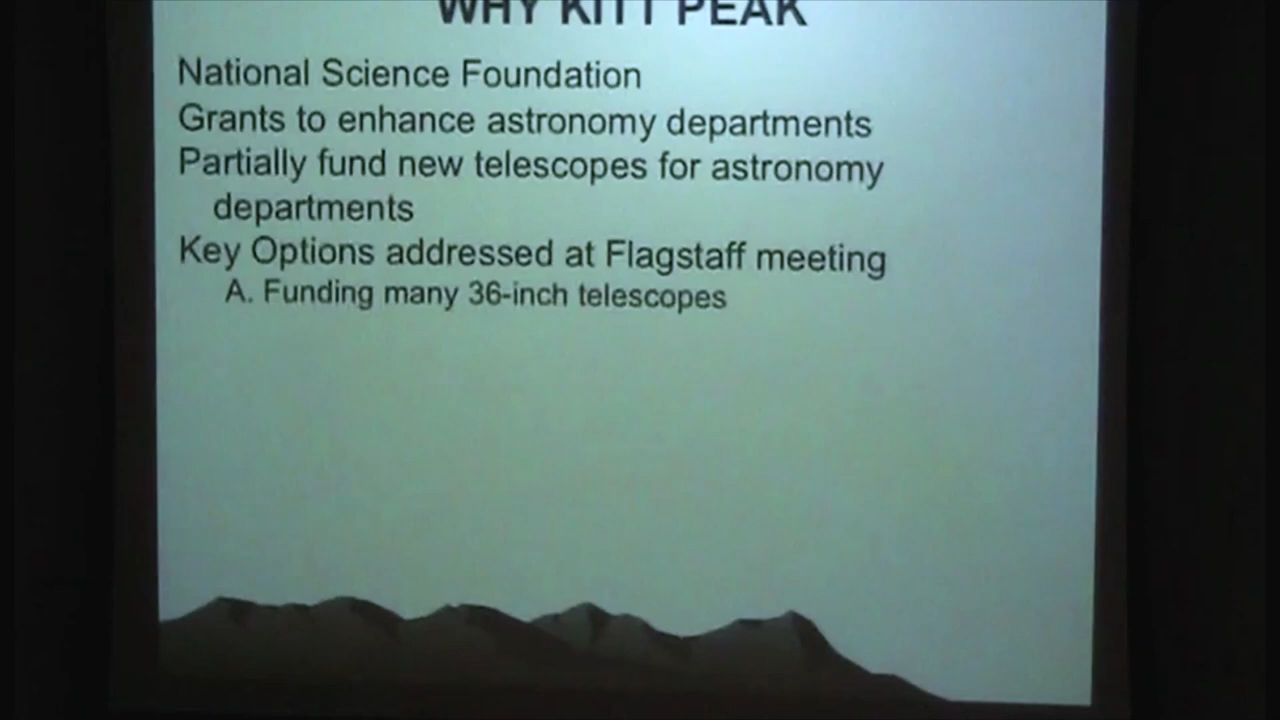 WHY KITT PEAK
National Science Foundation
Grants to enhance astronomy departments
Partially fund new telescopes for astronomy
departments
Key Options addressed at Flagstaff meeting
A. Funding many 36-inch telescopes